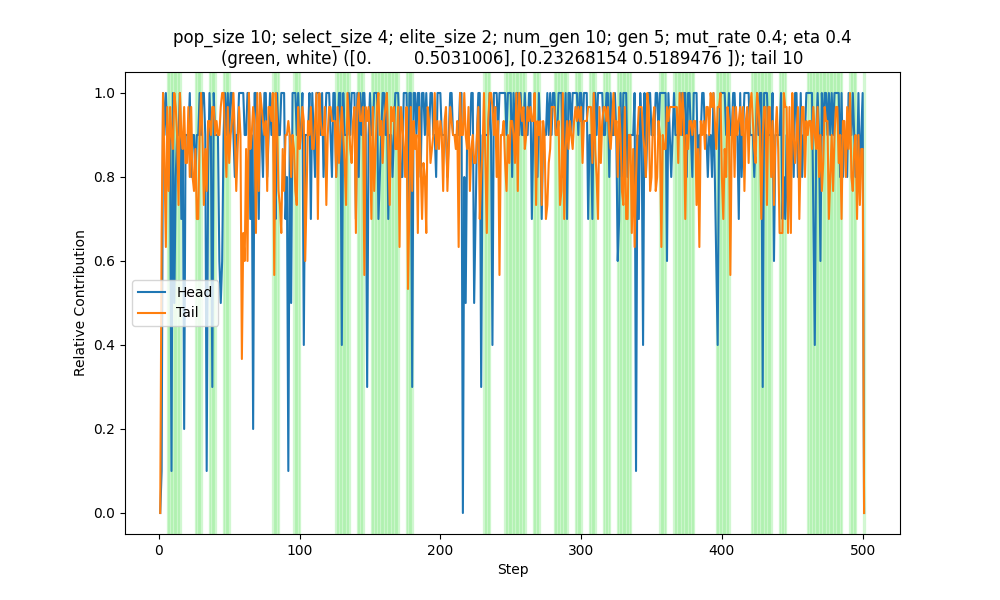 pop_size 10; select_size 4; elite_size 2; num_gen 10; gen 5; mut_rate 0.4; eta 0.4
(green, white) ([0.        0.5031006], [0.23268154 0.5189476 ]); tail 10
1.0
0.8
0.6
0.4
0.2
0.0
Relative Contribution
Head
Tail
0
100
200
300
400
500
Step